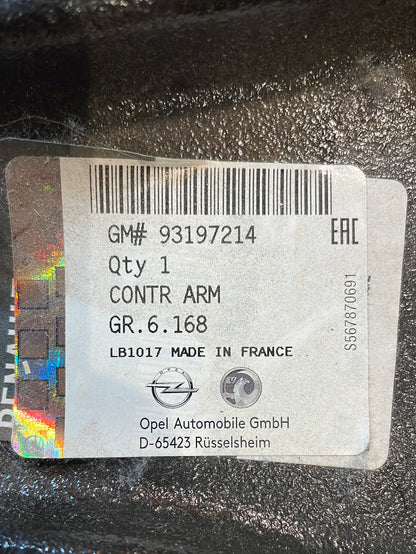 GM# 93197214
EAC
Qty 1
CONTR ARM
GR.6.168
LB1017 MADE IN FRANCE
S567870691
OPEL
Opel Automobile GmbH
D-65423 Rüsselsheim